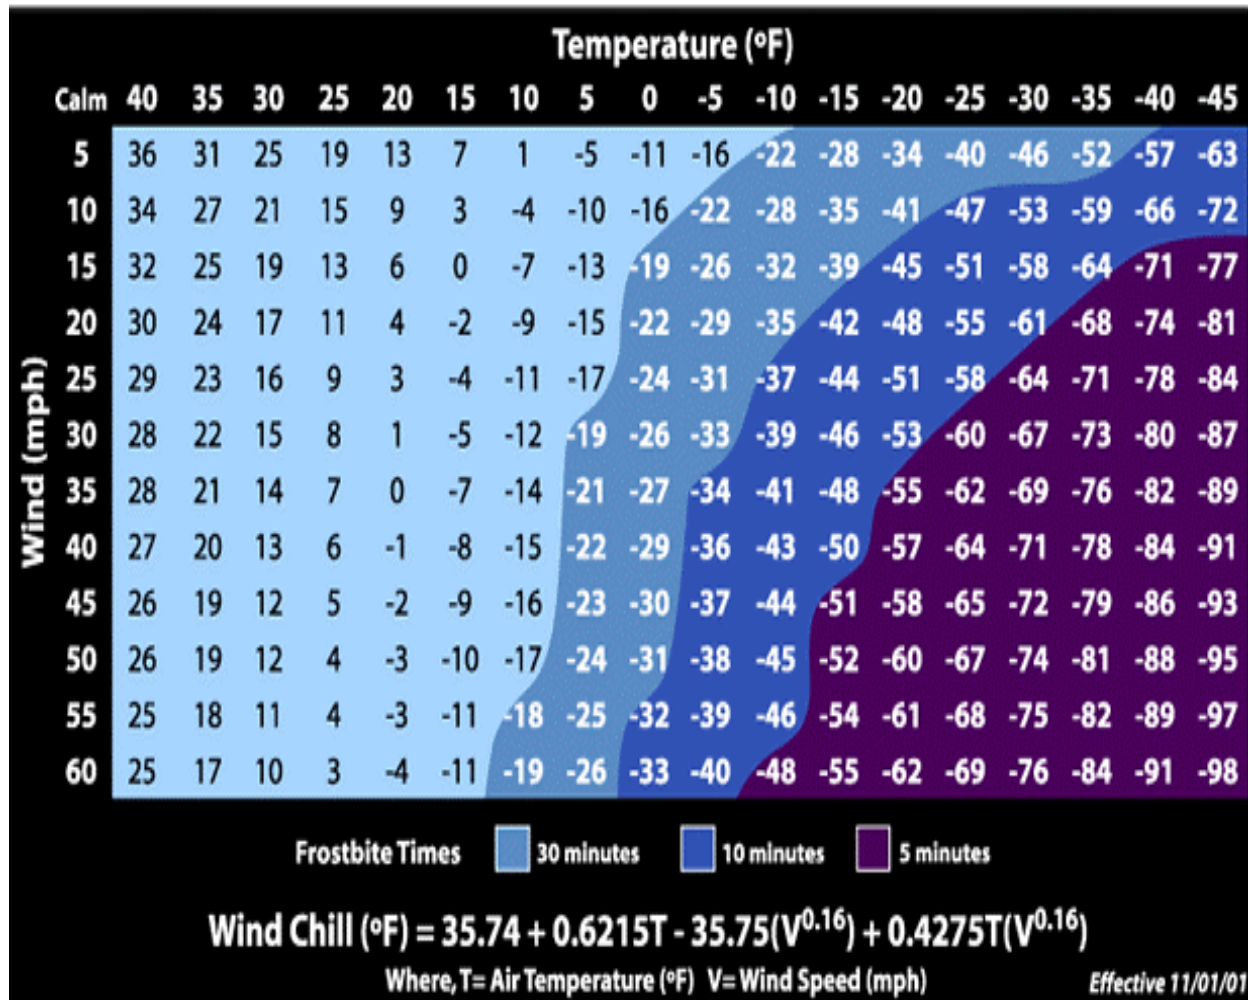 Temperature (ºF)
Calm 40 35 30 25 20 15 10 5 0 -5 -10 -15 -20 -25 -30 -35 -40 -45
5 36 31 25 19 13 7 1 -5 -11 -16 -22 -28 -34 -40 -46 -52 -57 -63
10 34 27 21 15 9 3 -4 -10 -16 -22 -28 -35 -41 -47 -53 -59 -66 -72
15 32 25 19 13 6 0 -7 -13 -19 -26 -32 -39 -45 -51 -58 -64 -71 -77
20 30 24 17 11 4 -2 -9 -15 -22 -29 -35 -42 -48 -55 -61 -68 -74 -81
25 29 23 16 9 3 -4 -11 -17 -24 -31 -37 -44 -51 -58 -64 -71 -78 -84
30 28 22 15 8 1 -5 -12 -19 -26 -33 -39 -46 -53 -60 -67 -73 -80 -87
35 28 21 14 7 0 -7 -14 -21 -27 -34 -41 -48 -55 -62 -69 -76 -82 -89
40 27 20 13 6 -1 -8 -15 -22 -29 -36 -43 -50 -57 -64 -71 -78 -84 -91
45 26 19 12 5 -2 -9 -16 -23 -30 -37 -44 -51 -58 -65 -72 -79 -86 -93
50 26 19 12 4 -3 -10 -17 -24 -31 -38 -45 -52 -60 -67 -74 -81 -88 -95
55 25 18 11 4 -3 -11 -18 -25 -32 -39 -46 -54 -61 -68 -75 -82 -89 -97
60 25 17 10 3 -4 -11 -19 -26 -33 -40 -48 -55 -62 -69 -76 -84 -91 -98
Wind (mph)
Frostbite Times 30 minutes 10 minutes 5 minutes
Wind Chill (ºF) = 35.74 + 0.6215T - 35.75(V^0.16) + 0.4275T(V^0.16)
Where, T= Air Temperature (ºF) V= Wind Speed (mph) Effective 11/01/01